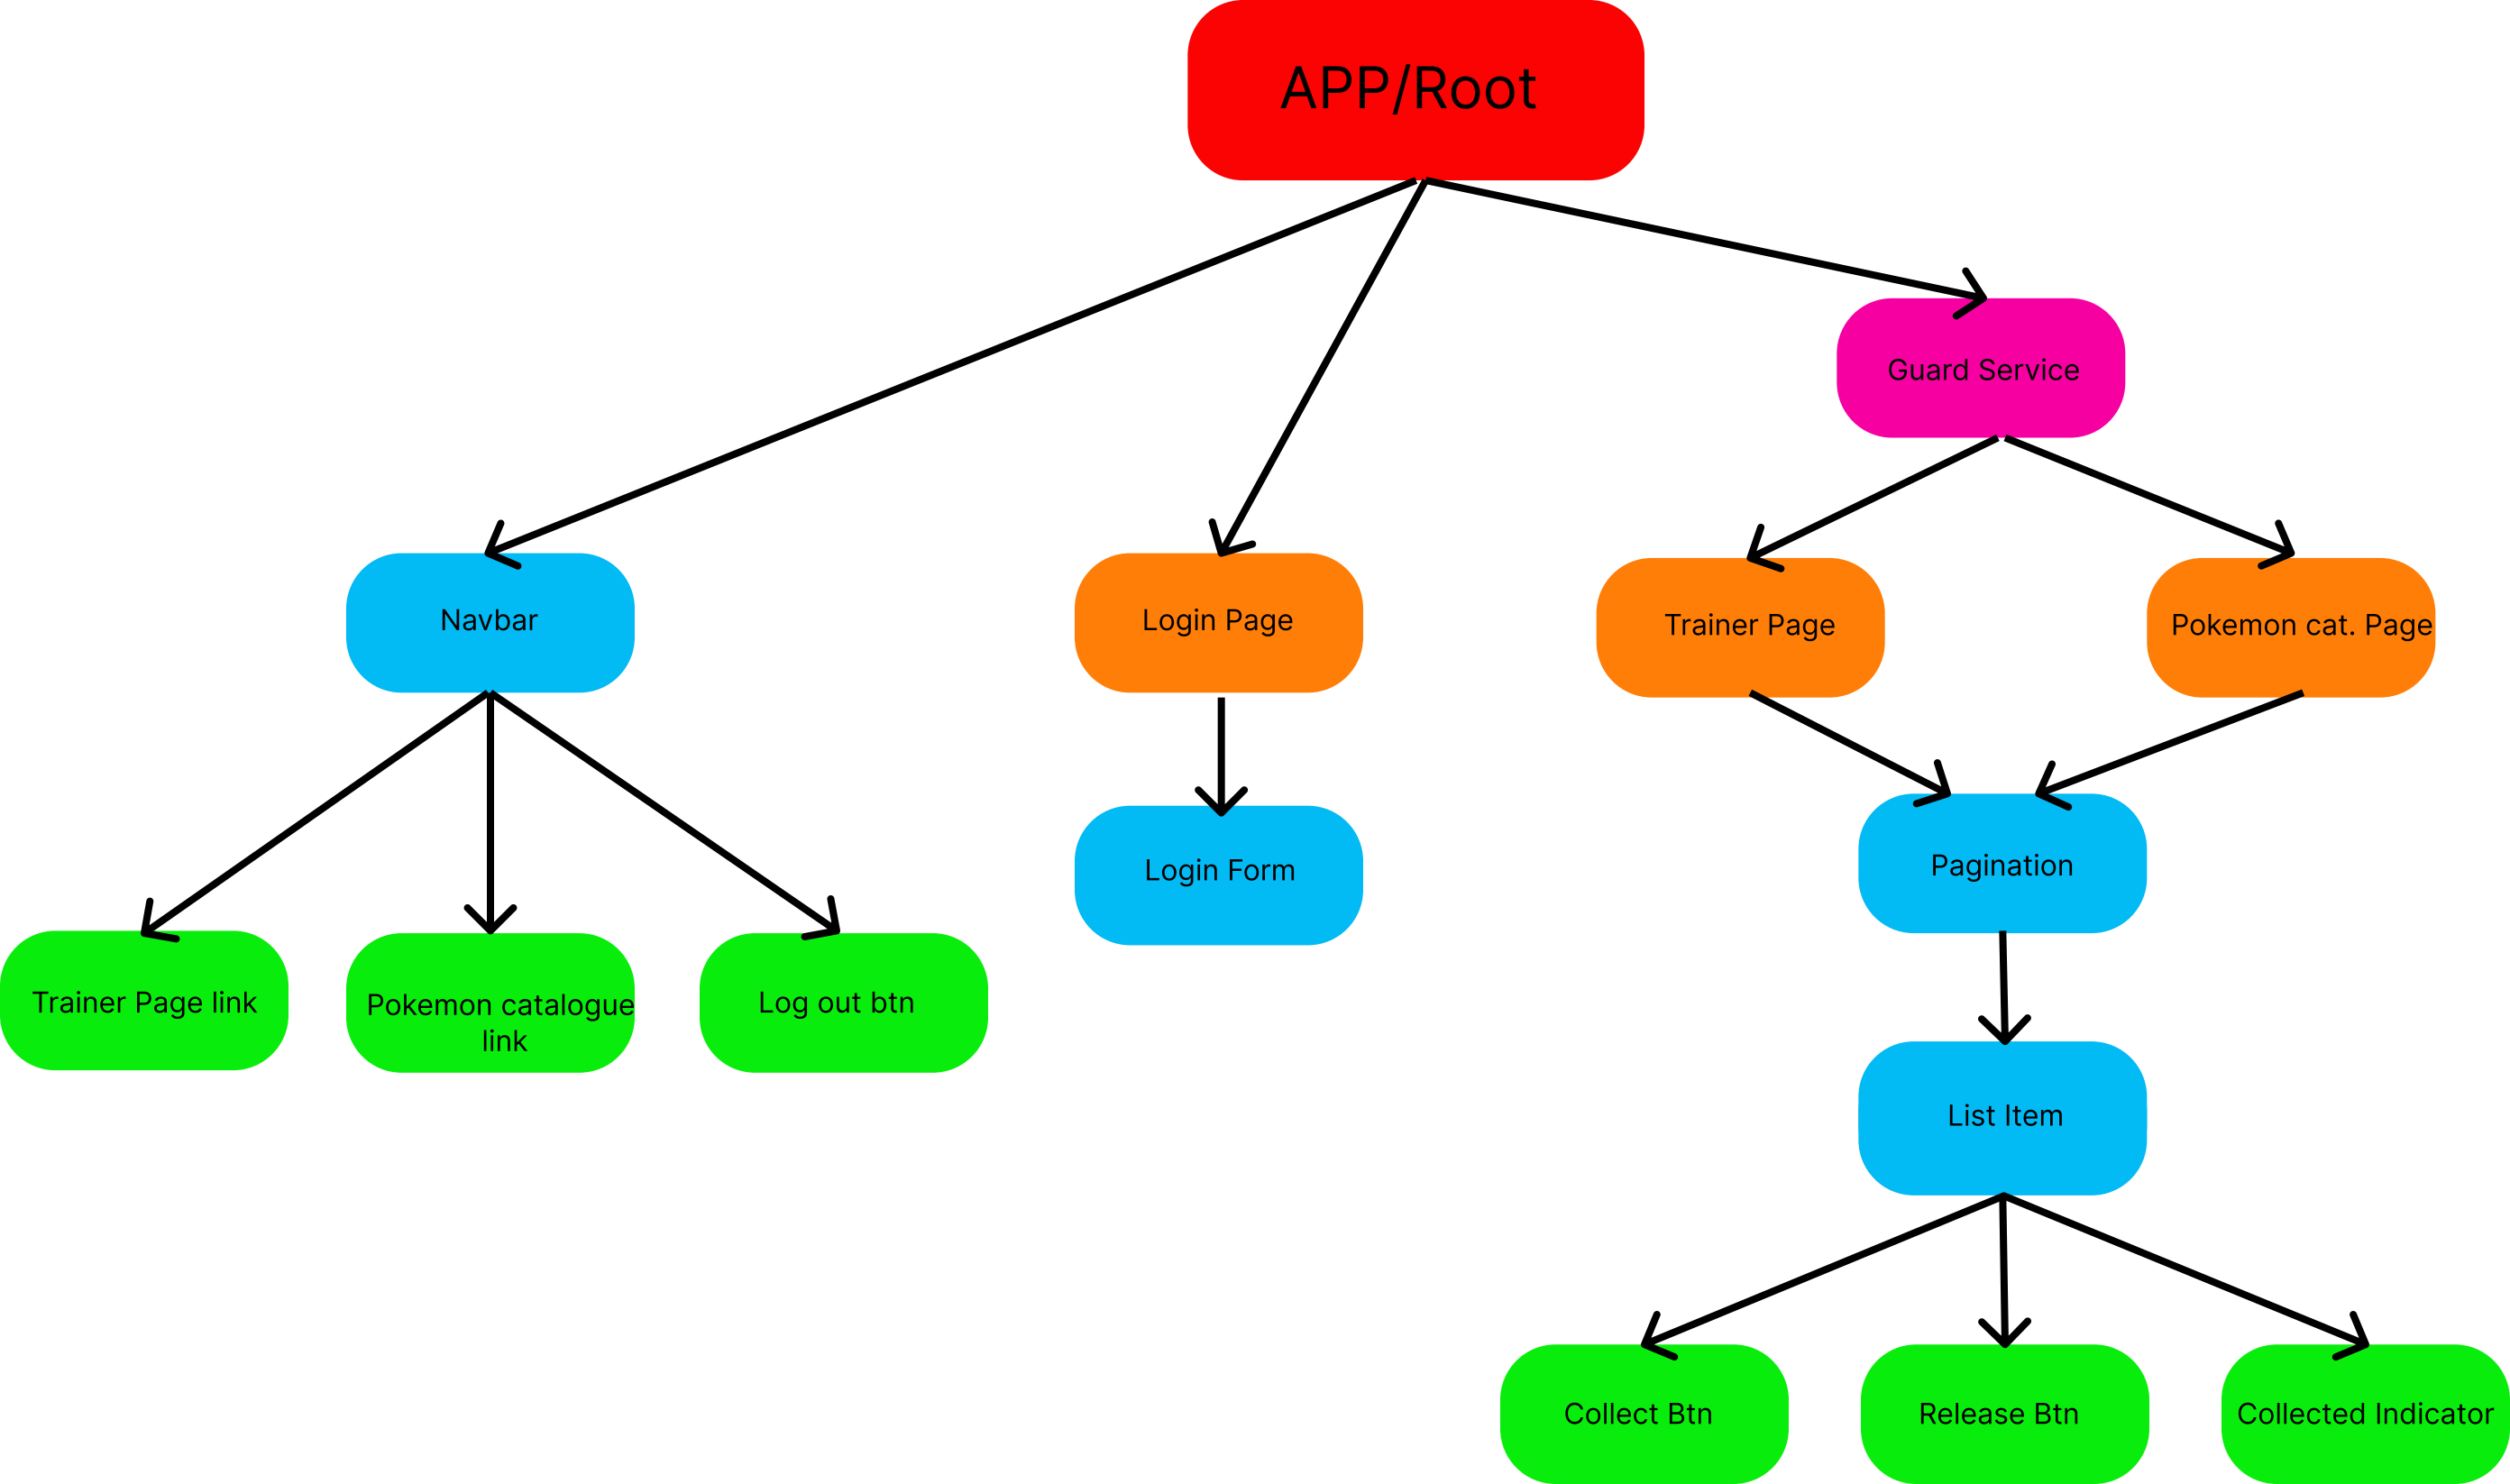 APP/Root
Guard Service
Navbar
Login Page
Trainer Page
Pokemon cat. Page
Login Form
Pagination
Trainer Page link
Pokemon catalogue
link
Log out btn
List Item
Collect Btn
Release Btn
Collected Indicator